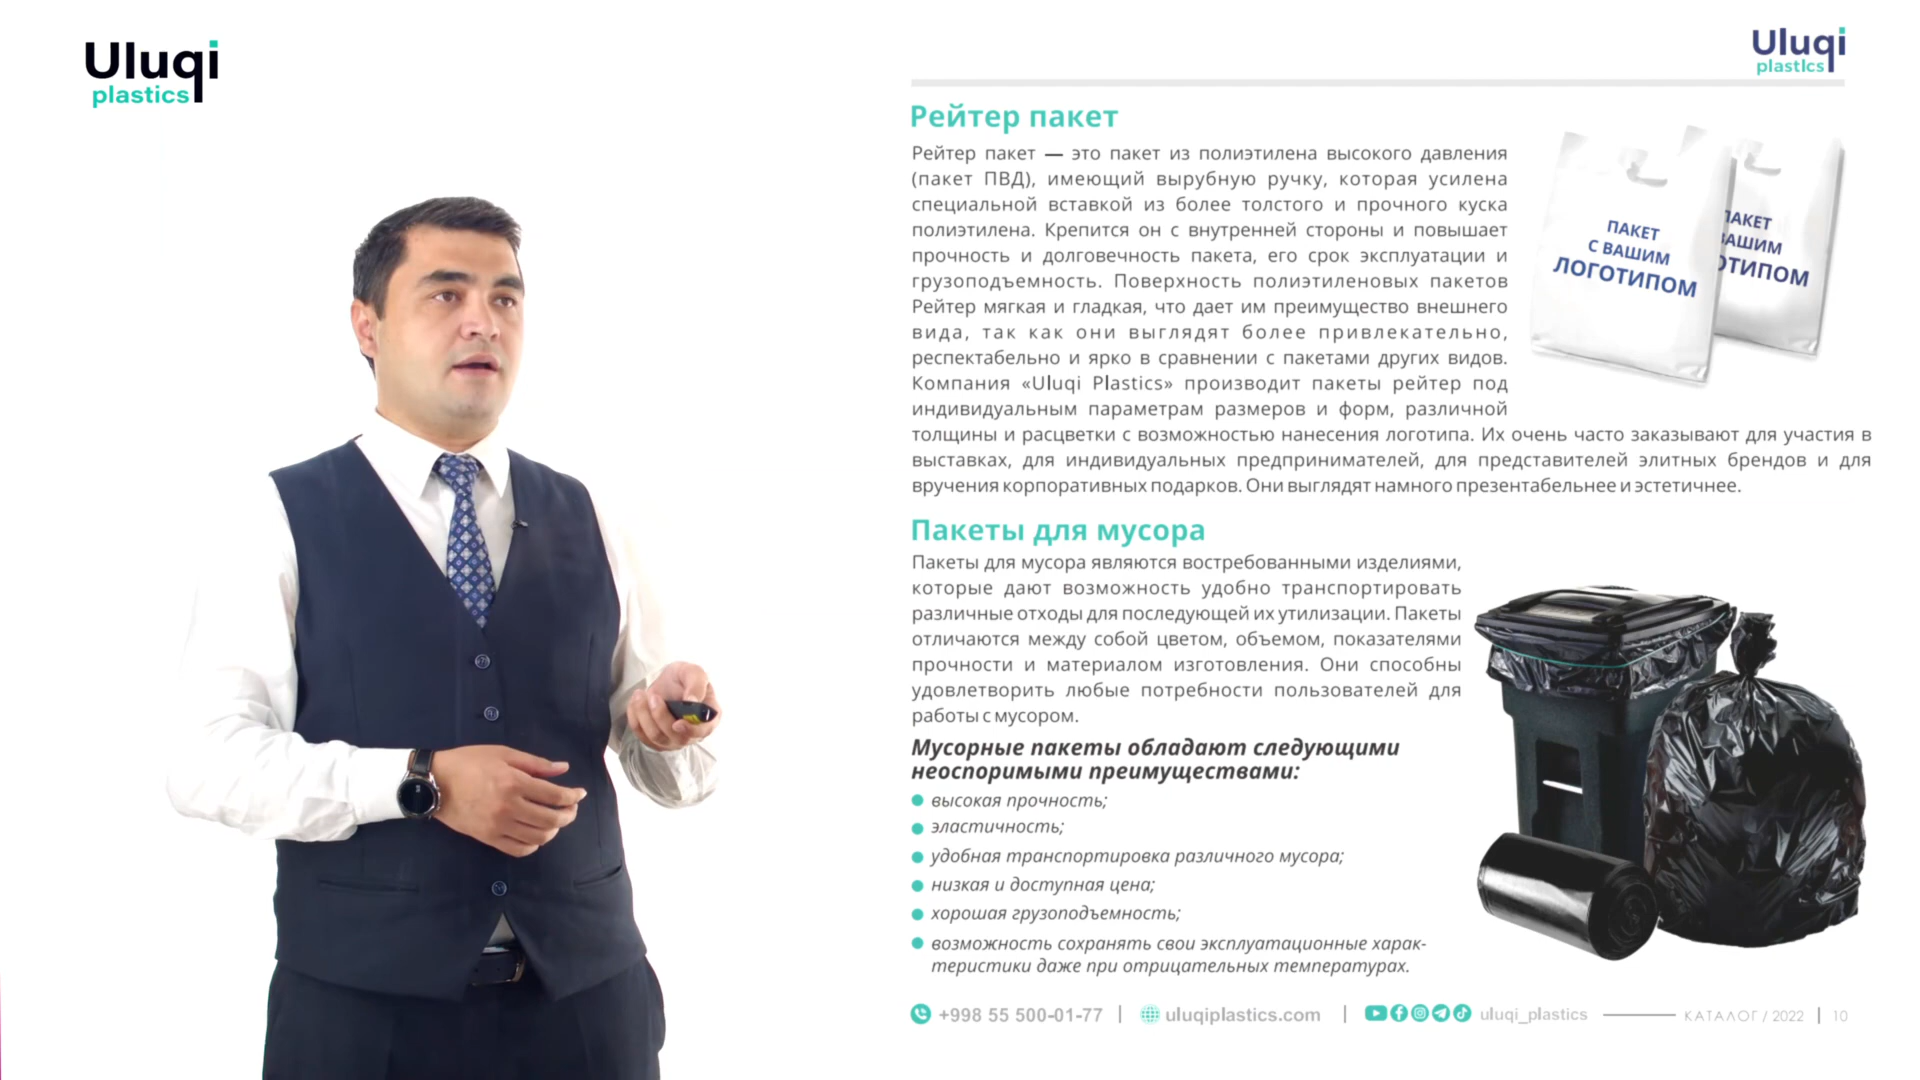 Uluqi
plastics
Uluqi
plastics
Рейтер пакет
Рейтер пакет — это пакет из полиэтилена высокого давления
(пакет ПВД), имеющий вырубную ручку, которая усилена
специальной вставкой из более толстого и прочного куска
полиэтилена. Крепится он с внутренней стороны и повышает
прочность и долговечность пакета, его срок эксплуатации и
грузоподъемность. Поверхность полиэтиленовых пакетов
Рейтер мягкая и гладкая, что дает им преимущество внешнего
вида, так как они выглядят более привлекательно,
респектабельно и ярко в сравнении с пакетами других видов.
Компания «Uluqi Plastics» производит пакеты рейтер под
индивидуальным параметрам размеров и форм, различной
толщины и расцветки с возможностью нанесения логотипа. Их очень часто заказывают для участия в
выставках, для индивидуальных предпринимателей, для представителей элитных брендов и для
вручения корпоративных подарков. Они выглядят намного презентабельнее и эстетичнее.
ПАКЕТ
С ВАШИМ
ЛОГОТИПОМ
ПАКЕТ
ВАШИМ
ОТИПОМ
Пакеты для мусора
Пакеты для мусора являются востребованными изделиями,
которые дают возможность удобно транспортировать
различные отходы для последующей их утилизации. Пакеты
отличаются между собой цветом, объемом, показателями
прочности и материалом изготовления. Они способны
удовлетворить любые потребности пользователей для
работы с мусором.
Мусорные пакеты обладают следующими
неоспоримыми преимуществами:
высокая прочность;
эластичность;
удобная транспортировка различного мусора;
низкая и доступная цена;
хорошая грузоподъемность;
возможность сохранять свои эксплуатационные харак-
теристики даже при отрицательных температурах.
+998 55 500-01-77 | uluqiplastics.com | uluqi_plastics КАТАЛОГ / 2022 | 10